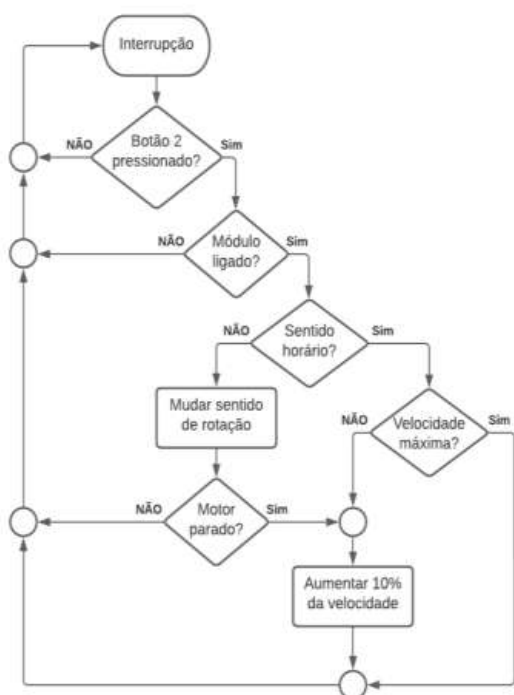 Interrupção
NÃO
Botão 2
pressionado?
Sim
NÃO
Módulo
ligado?
Sim
NÃO
Sentido
horário?
Sim
Mudar sentido
de rotação
NÃO
Velocidade
máxima?
Sim
NÃO
Motor
parado?
Sim
Aumentar 10%
da velocidade